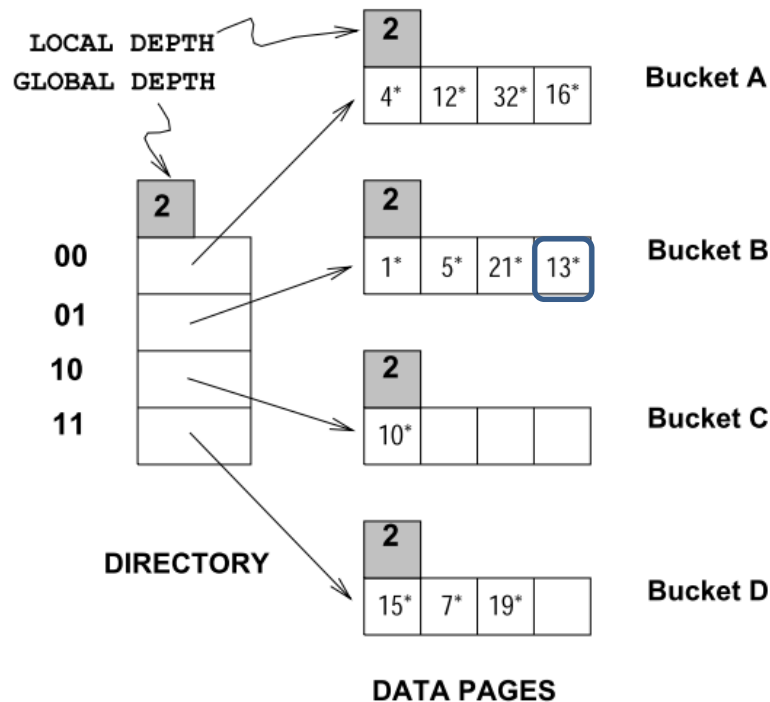 LOCAL DEPTH
GLOBAL DEPTH
2
00
01
10
11
DIRECTORY
2
4* 12* 32* 16*
Bucket A
2
1* 5* 21* 13*
Bucket B
2
10*
Bucket C
2
15* 7* 19*
Bucket D
DATA PAGES